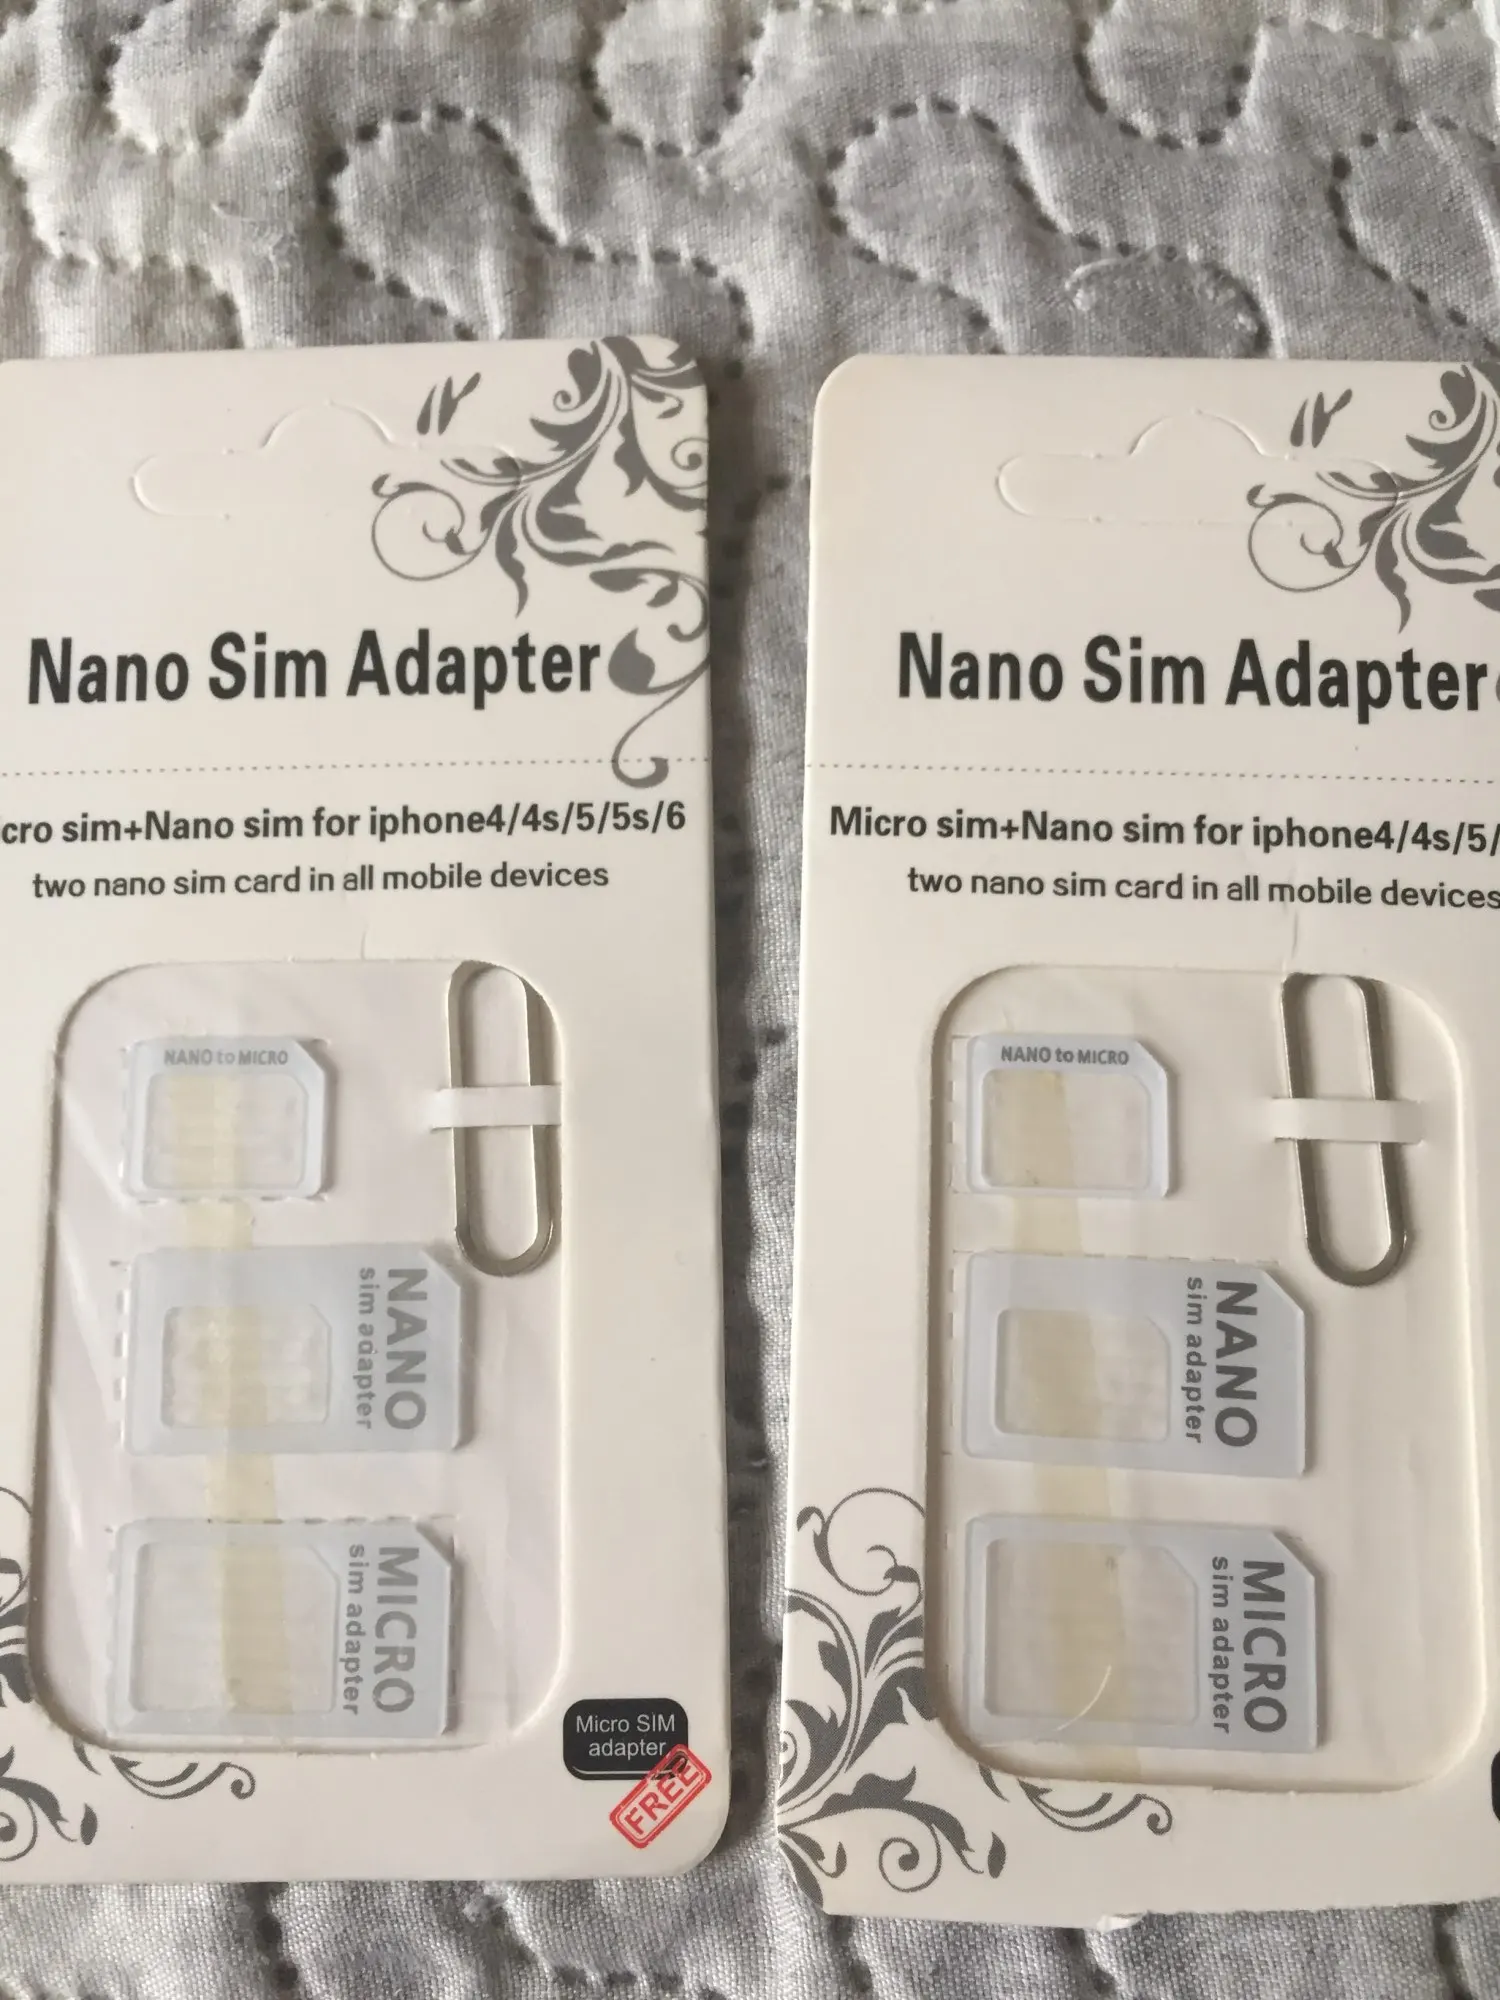 Nano Sim Adapter
cro sim+Nano sim for iphone4/4s/5/5s/6
two nano sim card in all mobile devices
NANO to MICRO
NANO
sim adapter
MICRO
sim adapter
Micro SIM
adapter
FREE
Nano Sim Adapter
Micro sim+Nano sim for iphone4/4s/5/
two nano sim card in all mobile devices
NANO to MICRO
NANO
sim adapter
MICRO
sim adapter